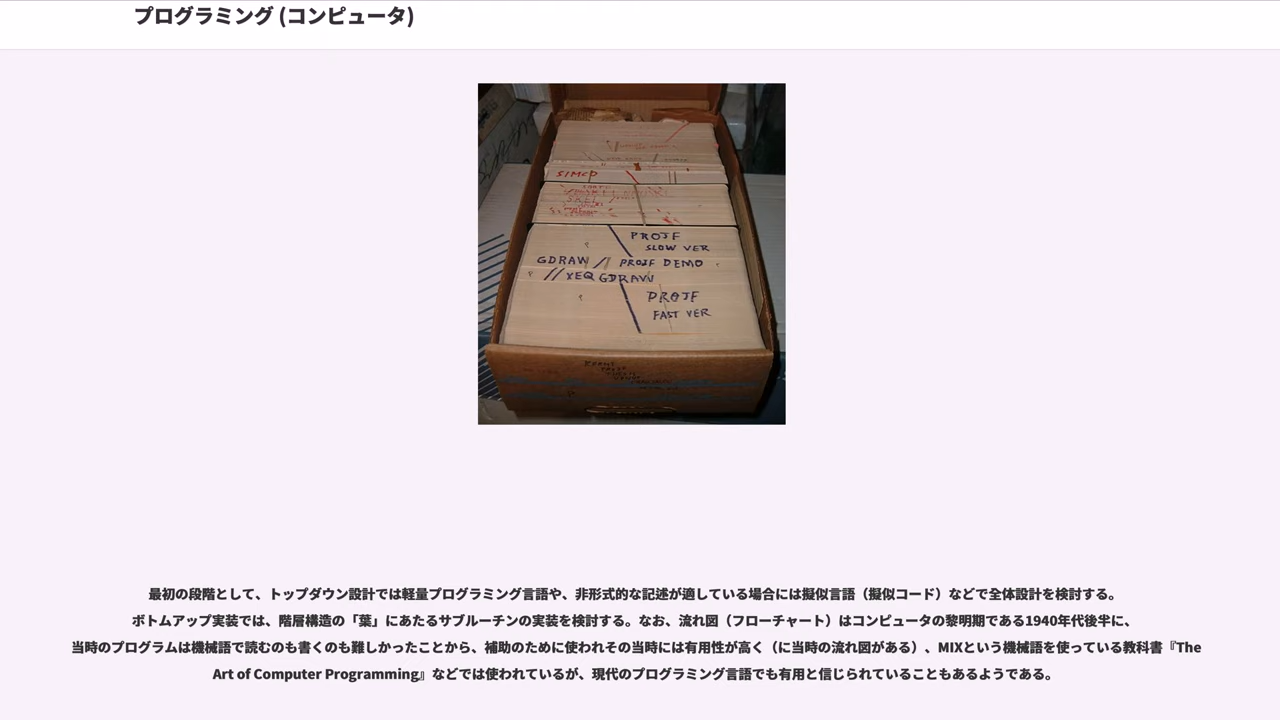 プログラミング (コンピュータ)
SIMCD
PROJF
SLOW VER
GDRAW / PROJF DEMO
// XEQ GDRAW
PROJF
FAST VER
最初の段階として、トップダウン設計では軽量プログラミング言語や、非形式的な記述が適している場合には擬似言語（擬似コード）などで全体設計を検討する。
ボトムアップ実装では、階層構造の「葉」にあたるサブルーチンの実装を検討する。なお、流れ図（フローチャート）はコンピュータの黎明期である1940年代後半に、
当時のプログラムは機械語で読むのも書くのも難しかったことから、補助のために使われその当時には有用性が高く（に当時の流れ図がある）、MIXという機械語を使っている教科書『The
Art of Computer Programming』などでは使われているが、現代のプログラミング言語でも有用と信じられていることもあるようである。